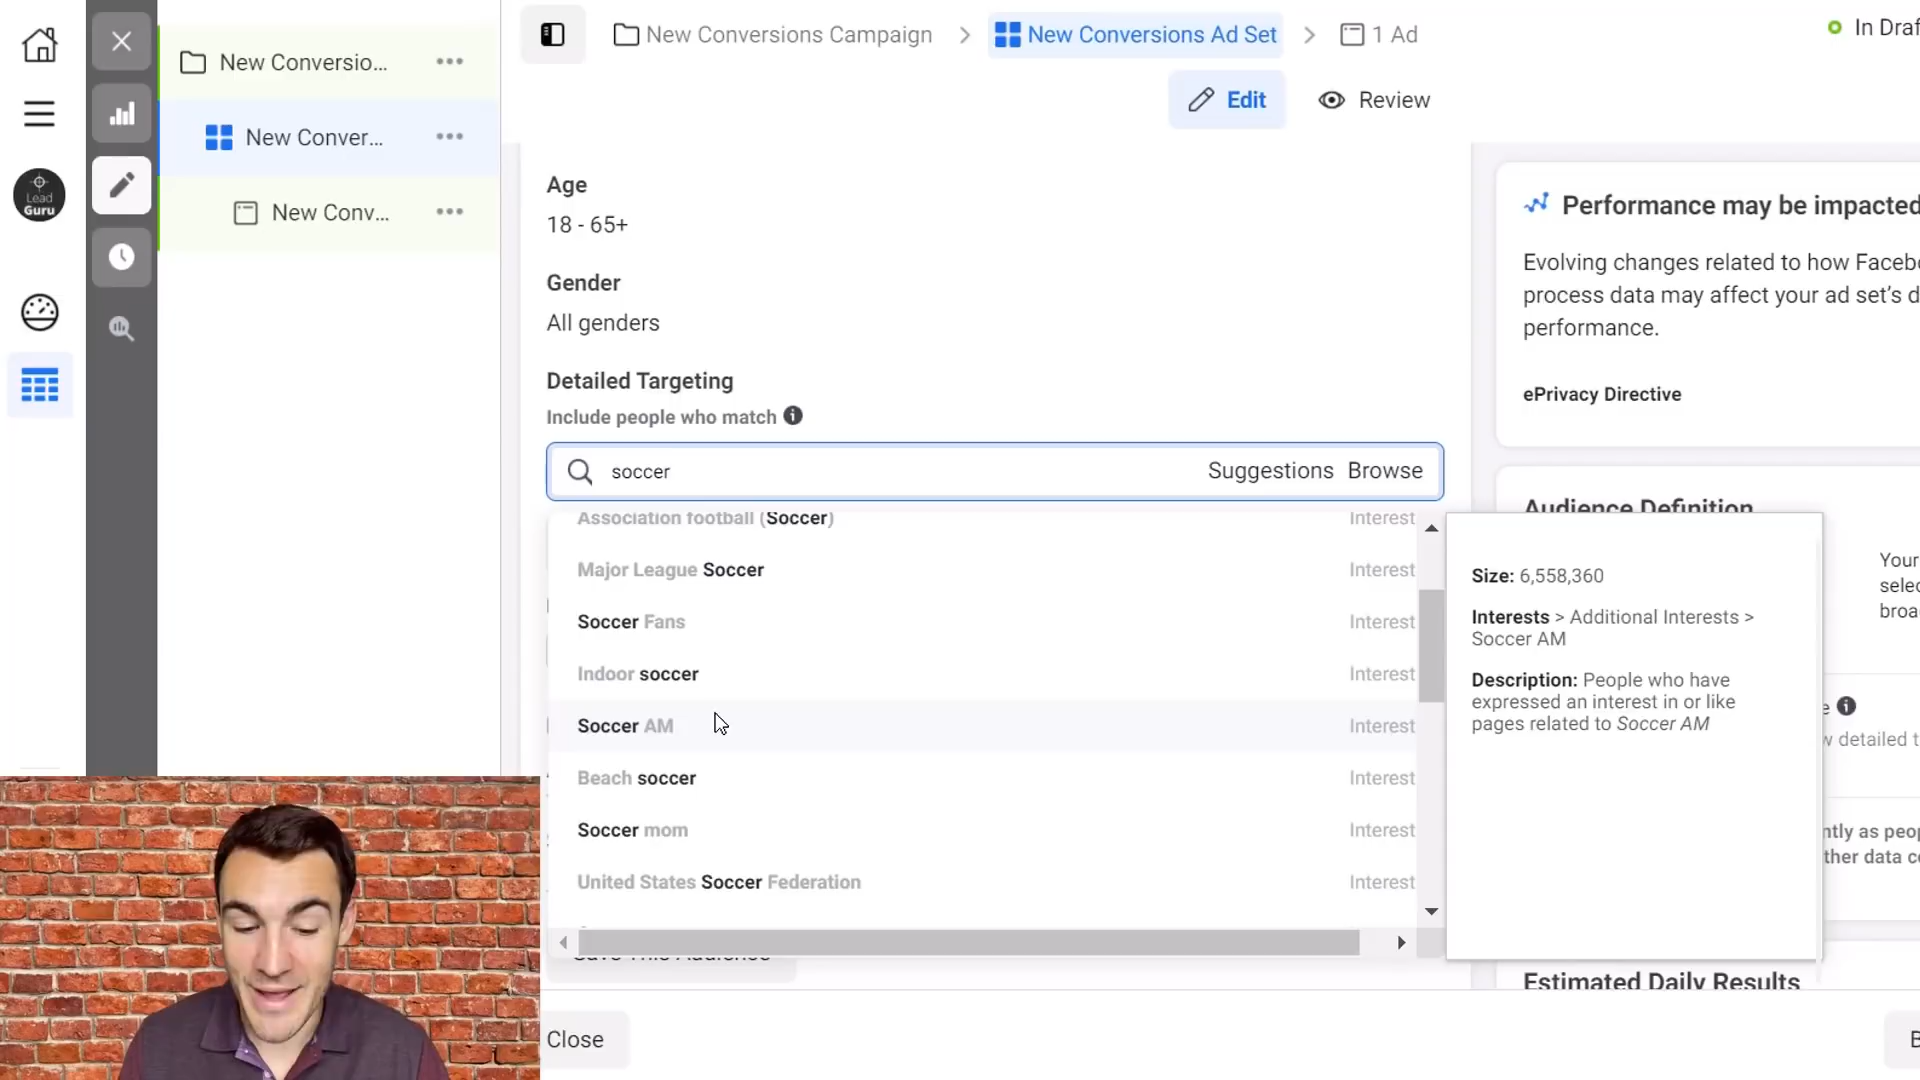 New Conversions Campaign
New Conversions Ad Set
1 Ad
In Draf
Edit
Review
New Conversio...
New Conver...
New Conv...
Lead
Guru
Age
18 - 65+
Gender
All genders
Detailed Targeting
Include people who match
soccer
Suggestions Browse
Association football (Soccer) Interest
Major League Soccer Interest
Soccer Fans Interest
Indoor soccer Interest
Soccer AM Interest
Beach soccer Interest
Soccer mom Interest
United States Soccer Federation Interest
Save This Audience
Close
Performance may be impacted
Evolving changes related to how Facebo
process data may affect your ad set's d
performance.
ePrivacy Directive
Audience Definition
Your
selec
broa
Size: 6,558,360
Interests > Additional Interests >
Soccer AM
Description: People who have
expressed an interest in or like
pages related to Soccer AM
e
w detailed t
ntly as peop
ther data co
Estimated Daily Results